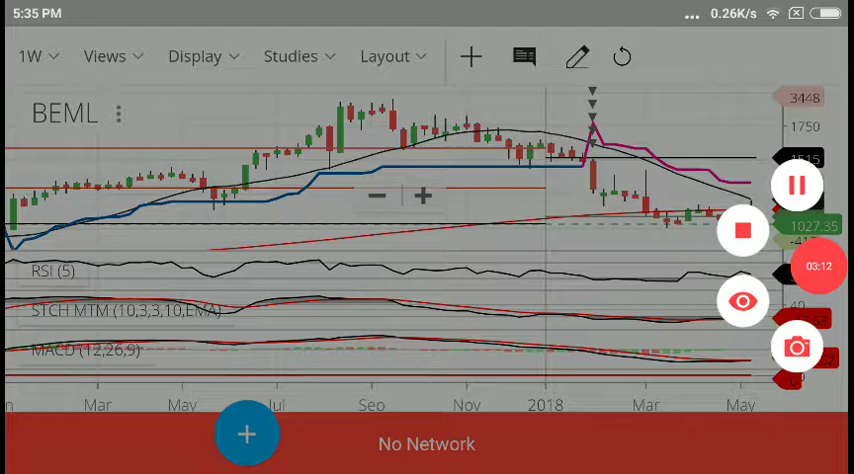 5:35 PM ... 0.26K/s
1W Views Display Studies Layout
BEML
3448
1750
1515
1027.35
03:12
RSI (5)
40
STCH MTM (10,3,3,10,EMA)
MACD (12,26,9)
0
Mar May Jul Sep Nov 2018 Mar May
No Network